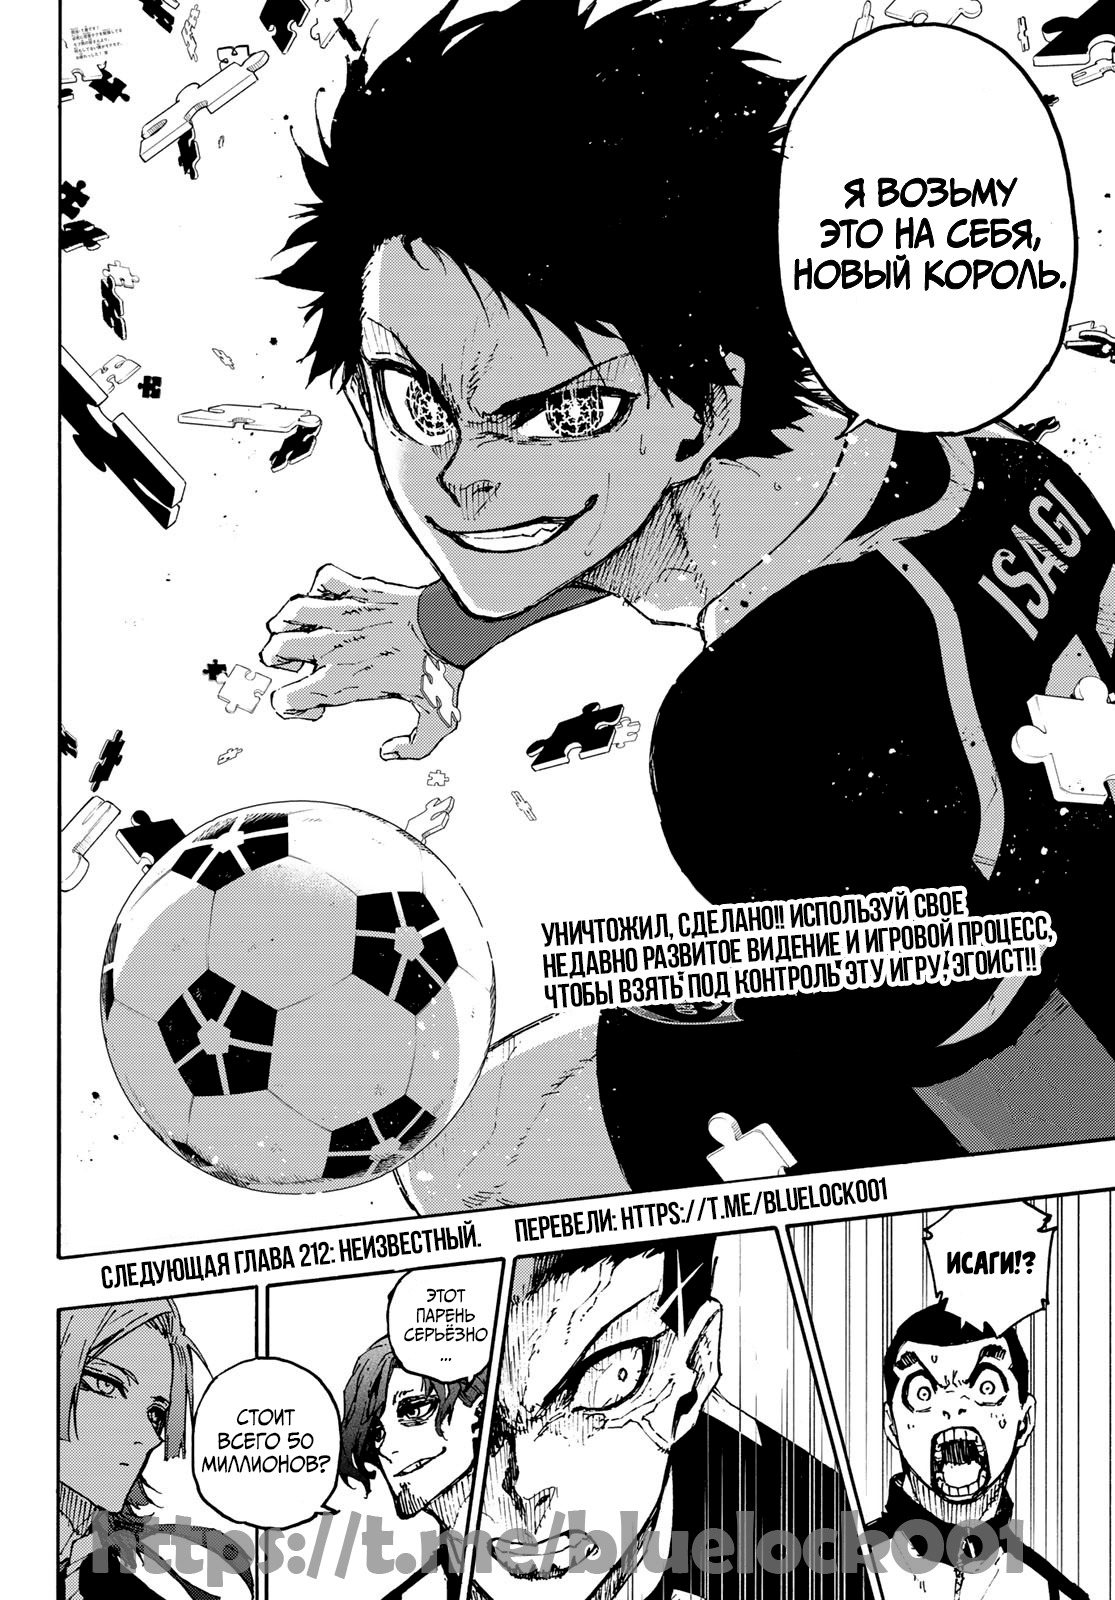 Я ВОЗЬМУ
ЭТО НА СЕБЯ,
НОВЫЙ КОРОЛЬ.
ISAGI
УНИЧТОЖИЛ, СДЕЛАНО!! ИСПОЛЬЗУЙ СВОЕ
НЕДАВНО РАЗВИТОЕ ВИДЕНИЕ И ИГРОВОЙ ПРОЦЕСС,
ЧТОБЫ ВЗЯТЬ ПОД КОНТРОЛЬ ЭТУ ИГРУ, ЭГОИСТ!!
СЛЕДУЮЩАЯ ГЛАВА 212: НЕИЗВЕСТНЫЙ. ПЕРЕВЕЛИ: HTTPS://T.ME/BLUELOCK001
ИСАГИ!?
ЭТОТ
ПАРЕНЬ
СЕРЬЁЗНО
...
СТОИТ
ВСЕГО 50
МИЛЛИОНОВ?
https://t.me/bluelock001